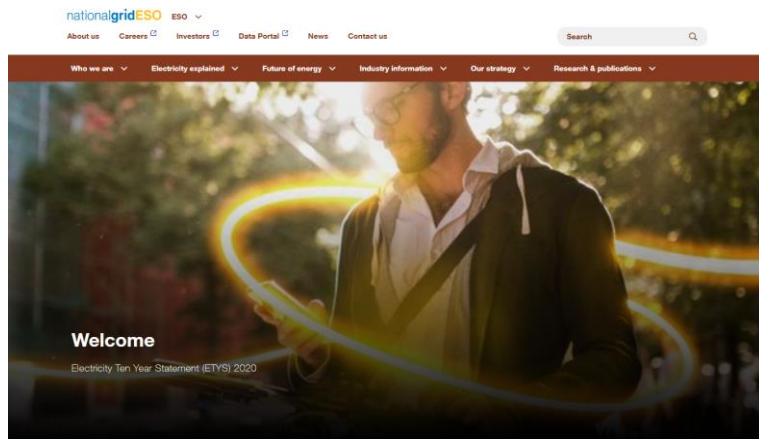 nationalgridESO ESO
About us Careers Investors Data Portal News Contact us
Search
Who we are Electricity explained Future of energy Industry information Our strategy Research & publications
Welcome
Electricity Ten Year Statement (ETYS) 2020